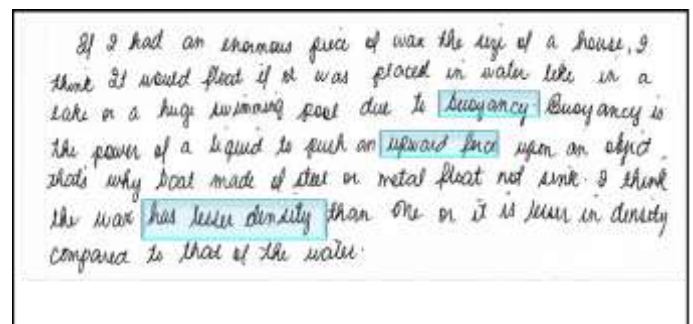 If I had an enormous piece of wax the size of a house, I
think It would float if it was placed in water like in a
lake or a huge swimming pool due to buoyancy. Buoyancy is
the power of a liquid to push an upward force upon an object.
thats why boat made of steel or metal float not sink. I think
the wax has lesser density than one or it is lesser in density
compared to that of the water.